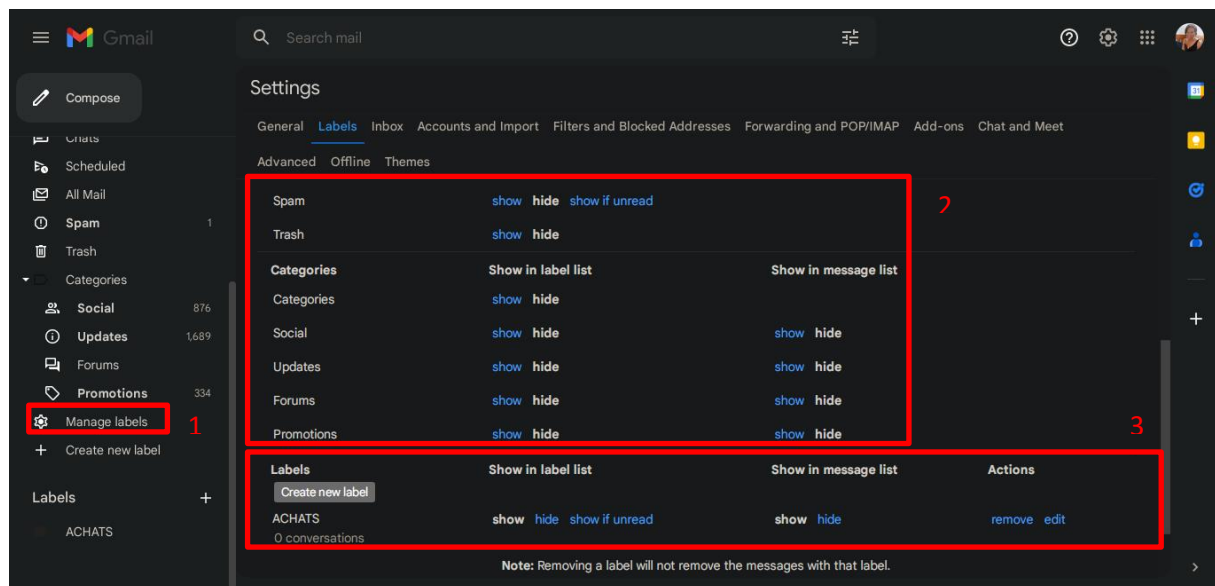 Gmail
Search mail
Compose
Settings
General Labels Inbox Accounts and Import Filters and Blocked Addresses Forwarding and POP/IMAP Add-ons Chat and Meet
Advanced Offline Themes
Chats
Scheduled
All Mail
Spam 1
Trash
Categories
Social 876
Updates 1,689
Forums
Promotions 334
Manage labels 1
Create new label
Labels +
ACHATS
Spam show hide show if unread 2
Trash show hide
Categories Show in label list Show in message list
Categories show hide
Social show hide show hide
Updates show hide show hide
Forums show hide show hide
Promotions show hide show hide
3
Labels Show in label list Show in message list Actions
Create new label
ACHATS show hide show if unread show hide remove edit
0 conversations
Note: Removing a label will not remove the messages with that label.
31